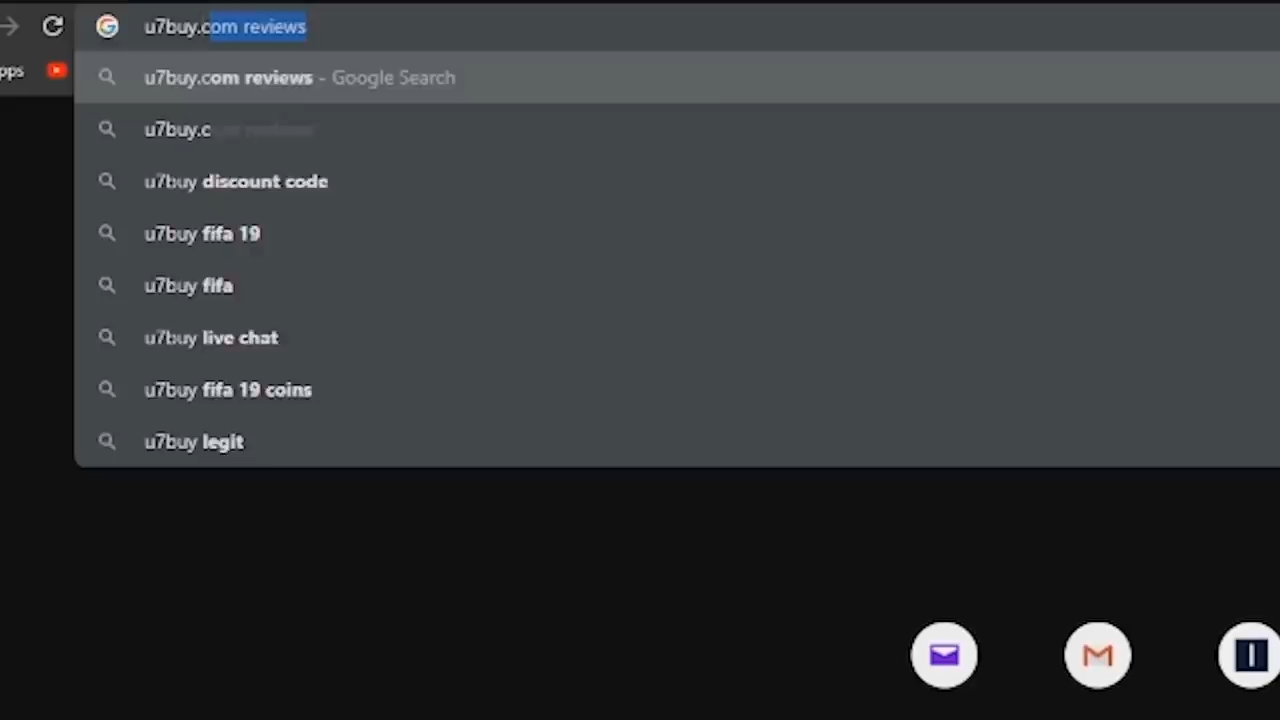 pps
u7buy.com reviews
u7buy.com reviews - Google Search
u7buy.c
u7buy discount code
u7buy fifa 19
u7buy fifa
u7buy live chat
u7buy fifa 19 coins
u7buy legit